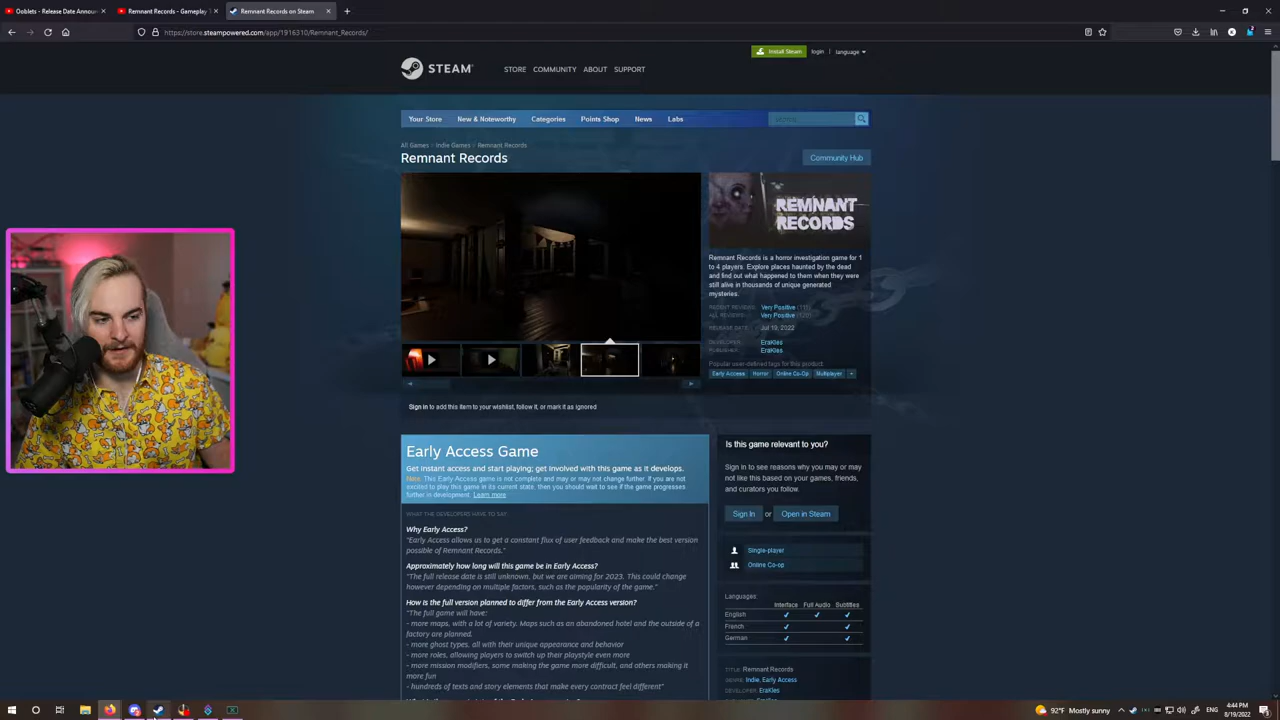 Ooblets - Release Date Announ
Remnant Records - Gameplay T
Remnant Records on Steam
https://store.steampowered.com/app/1916310/Remnant_Records/
Install Steam
login
language
STEAM
STORE
COMMUNITY
ABOUT
SUPPORT
Your Store
New & Noteworthy
Categories
Points Shop
News
Labs
All Games > Indie Games > Remnant Records
Remnant Records
Community Hub
REMNANT
RECORDS
Remnant Records is a horror investigation game for 1
to 4 players. Explore places haunted by the dead
and find out what happened to them when they were
still alive in thousands of unique generated
mysteries.
RECENT REVIEWS: Very Positive (111)
ALL REVIEWS: Very Positive (120)
RELEASE DATE: Jul 19, 2022
DEVELOPER: EraKles
PUBLISHER: EraKles
Popular user-defined tags for this product:
Early Access
Horror
Online Co-Op
Multiplayer
+
Sign in to add this item to your wishlist, follow it, or mark it as ignored
Early Access Game
Get instant access and start playing; get involved with this game as it develops.
Note: This Early Access game is not complete and may or may not change further. If you are not
excited to play this game in its current state, then you should wait to see if the game progresses
further in development. Learn more
WHAT THE DEVELOPERS HAVE TO SAY:
Why Early Access?
"Early Access allows us to get a constant flux of user feedback and make the best version
possible of Remnant Records."
Approximately how long will this game be in Early Access?
"The full release date is still unknown, but we are aiming for 2023. This could change
however depending on multiple factors, such as the popularity of the game."
How is the full version planned to differ from the Early Access version?
"The full game will have:
- more maps, with a lot of variety. Maps such as an abandoned hotel and the outside of a
factory are planned.
- more ghost types, all with their unique appearance and behavior
- more roles, allowing players to switch up their playstyle even more
- more mission modifiers, some making the game more difficult, and others making it
more fun
- hundreds of texts and story elements that make every contract feel different"
Is this game relevant to you?
Sign in to see reasons why you may or may
not like this based on your games, friends,
and curators you follow.
Sign In or Open in Steam
Single-player
Online Co-op
Languages:
Interface Full Audio Subtitles
English ✔ ✔ ✔
French ✔ ✔
German ✔ ✔
TITLE: Remnant Records
GENRE: Indie, Early Access
DEVELOPER: EraKles
92°F Mostly sunny
ENG
4:44 PM
8/19/2022